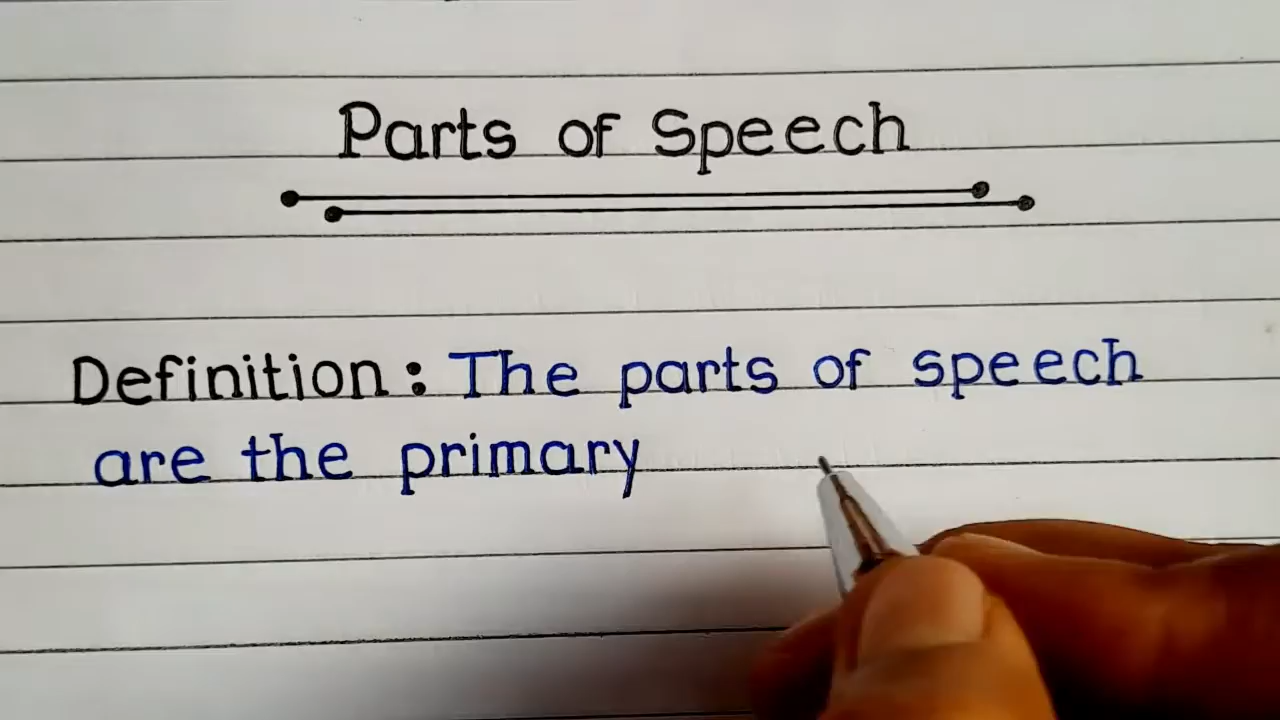 Parts of Speech
Definition: The parts of speech
are the primary